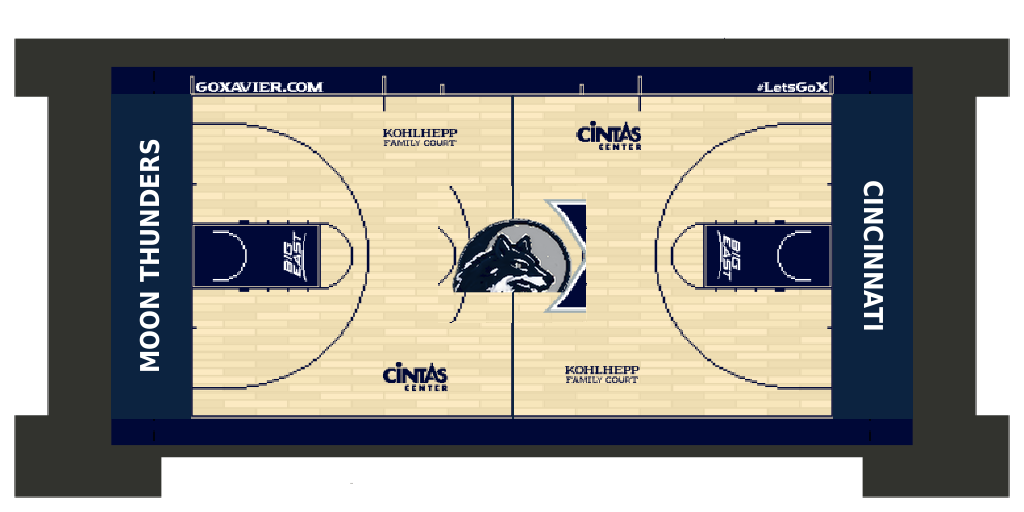 GOXAVIER.COM
#LetsGoX
KOHLHEPP
FAMILY COURT
CINTAS
CENTER
MOON THUNDERS
CINCINNATI
BIG
EAST
BIG
EAST
CINTAS
CENTER
KOHLHEPP
FAMILY COURT